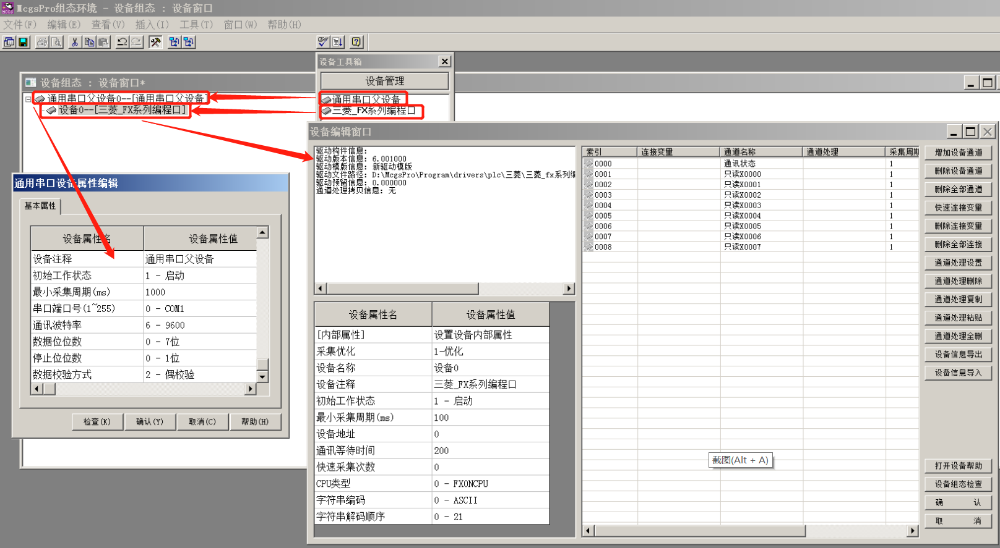 McgsPro组态环境 - 设备组态 : 设备窗口
文件(F) 编辑(E) 查看(V) 插入(I) 工具(T) 窗口(W) 帮助(H)
设备工具箱
设备管理
通用串口父设备
三菱_FX系列编程口
设备组态 : 设备窗口*
通用串口父设备0--[通用串口父设备]
设备0--[三菱_FX系列编程口]
通用串口设备属性编辑
基本属性
设备属性名 设备属性值
设备注释 通用串口父设备
初始工作状态 1 - 启动
最小采集周期(ms) 1000
串口端口号(1~255) 0 - COM1
通讯波特率 6 - 9600
数据位位数 0 - 7位
停止位位数 0 - 1位
数据校验方式 2 - 偶校验
检查(K) 确认(Y) 取消(C) 帮助(H)
设备编辑窗口
驱动构件信息:
驱动版本信息: 6.001000
驱动模版信息: 新驱动模版
驱动文件路径: D:\McgsPro\Program\drivers\plc\三菱\三菱_fx系列编
驱动预留信息: 0.000000
通道处理拷贝信息: 无
设备属性名 设备属性值
[内部属性] 设置设备内部属性
采集优化 1-优化
设备名称 设备0
设备注释 三菱_FX系列编程口
初始工作状态 1 - 启动
最小采集周期(ms) 100
设备地址 0
通讯等待时间 200
快速采集次数 0
CPU类型 0 - FX0NCPU
字符串编码 0 - ASCII
字符串解码顺序 0 - 21
索引 连接变量 通道名称 通道处理 采集周期
0000 通讯状态 1
0001 只读X0000 1
0002 只读X0001 1
0003 只读X0002 1
0004 只读X0003 1
0005 只读X0004 1
0006 只读X0005 1
0007 只读X0006 1
0008 只读X0007 1
截图(Alt + A)
增加设备通道
删除设备通道
删除全部通道
快速连接变量
删除连接变量
删除全部连接
通道处理设置
通道处理删除
通道处理复制
通道处理粘贴
通道处理全删
设备信息导出
设备信息导入
打开设备帮助
设备组态检查
确 认
取 消